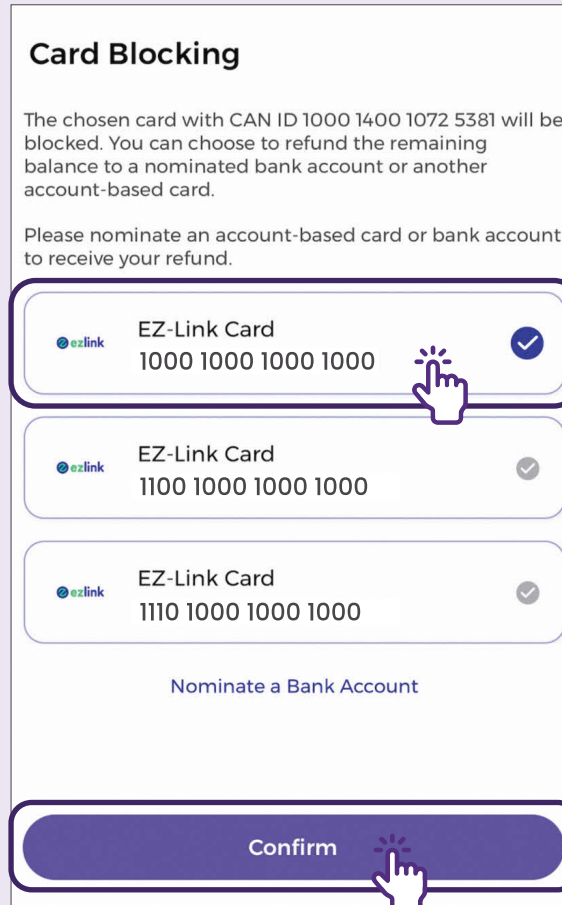 Card Blocking
The chosen card with CAN ID 1000 1400 1072 5381 will be
blocked. You can choose to refund the remaining
balance to a nominated bank account or another
account-based card.
Please nominate an account-based card or bank account
to receive your refund.
EZ-Link Card
ezlink
1000 1000 1000 1000
EZ-Link Card
ezlink
1100 1000 1000 1000
EZ-Link Card
ezlink
1110 1000 1000 1000
Nominate a Bank Account
Confirm